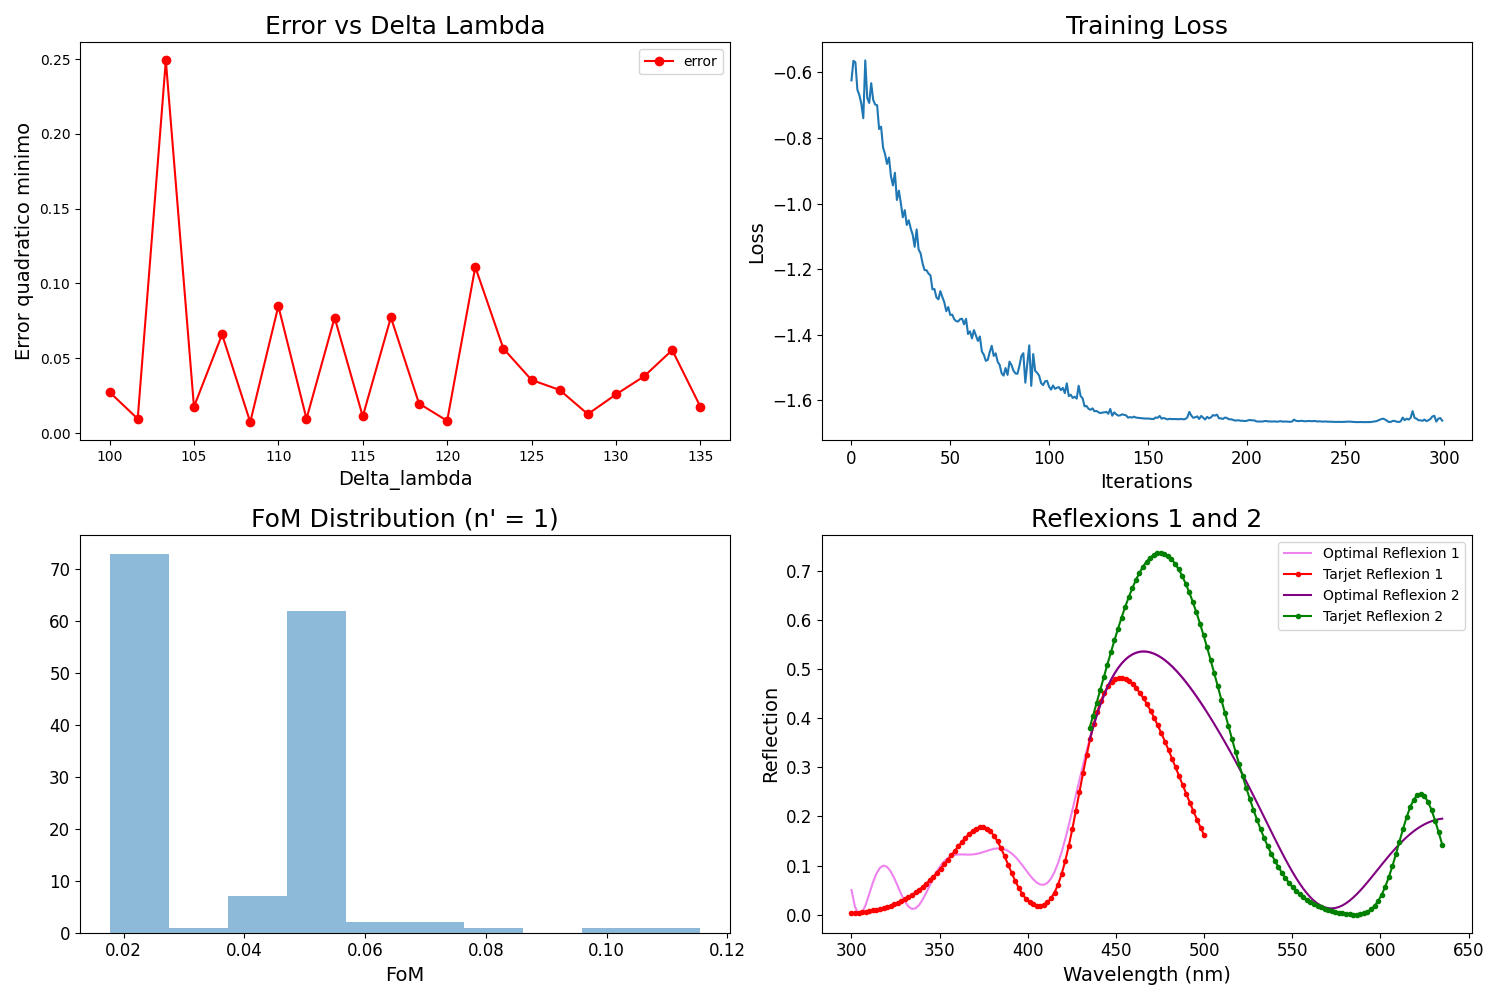 Error vs Delta Lambda
Error quadratico minimo
0.25
0.20
0.15
0.10
0.05
0.00
error
100 105 110 115 120 125 130 135
Delta_lambda
Training Loss
Loss
−0.6
−0.8
−1.0
−1.2
−1.4
−1.6
0 50 100 150 200 250 300
Iterations
FoM Distribution (n' = 1)
70
60
50
40
30
20
10
0
0.02 0.04 0.06 0.08 0.10 0.12
FoM
Reflexions 1 and 2
Reflection
0.7
0.6
0.5
0.4
0.3
0.2
0.1
0.0
Optimal Reflexion 1
Tarjet Reflexion 1
Optimal Reflexion 2
Tarjet Reflexion 2
300 350 400 450 500 550 600 650
Wavelength (nm)